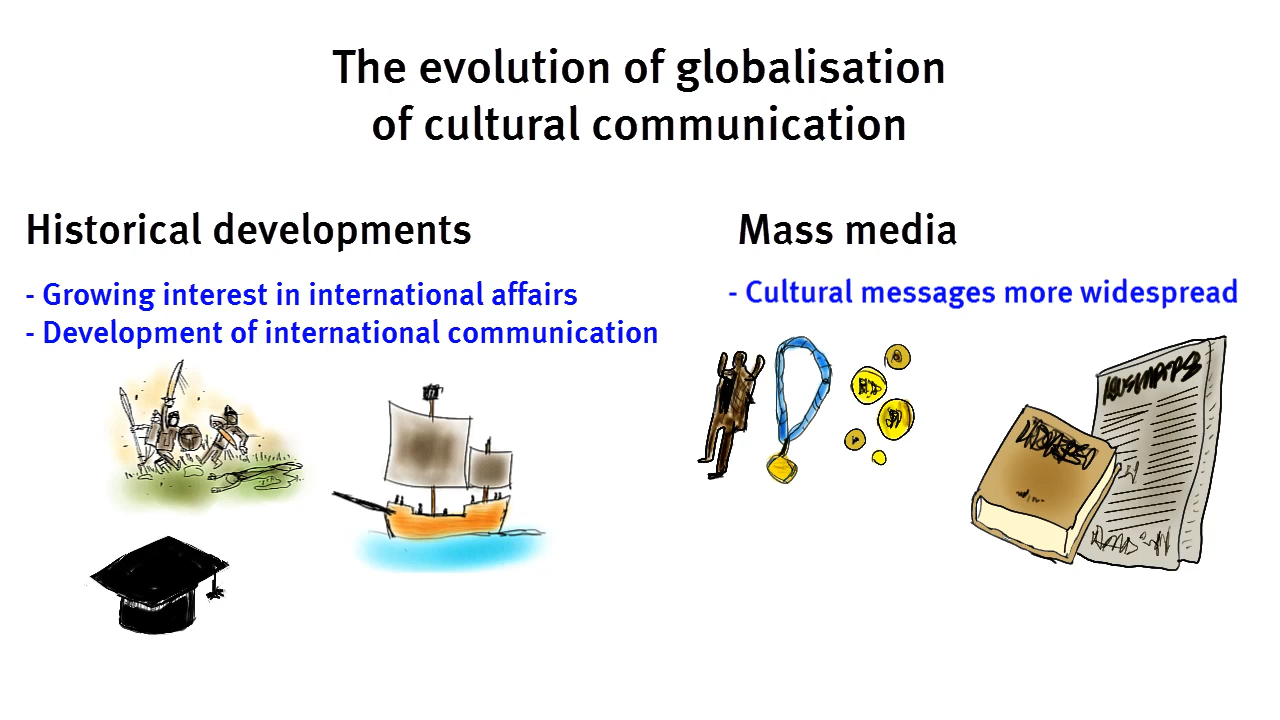 The evolution of globalisation
of cultural communication
Historical developments
- Growing interest in international affairs
- Development of international communication
Mass media
- Cultural messages more widespread